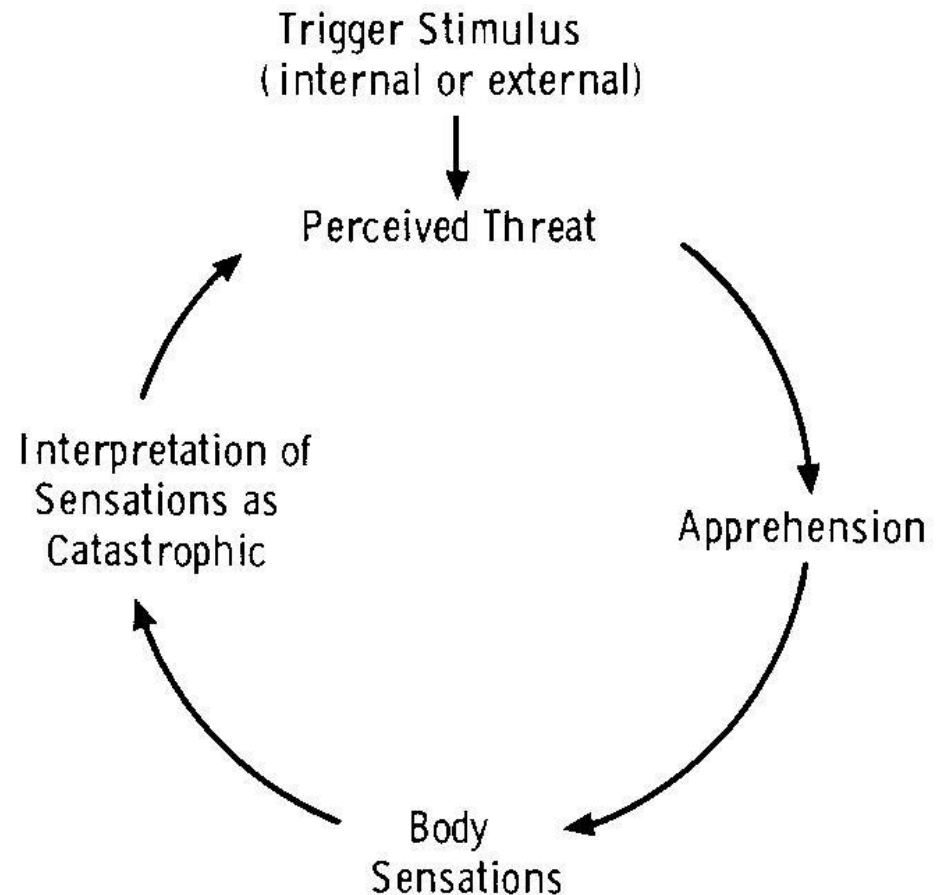 Trigger Stimulus
(internal or external)
Perceived Threat
Interpretation of
Sensations as
Catastrophic
Apprehension
Body
Sensations